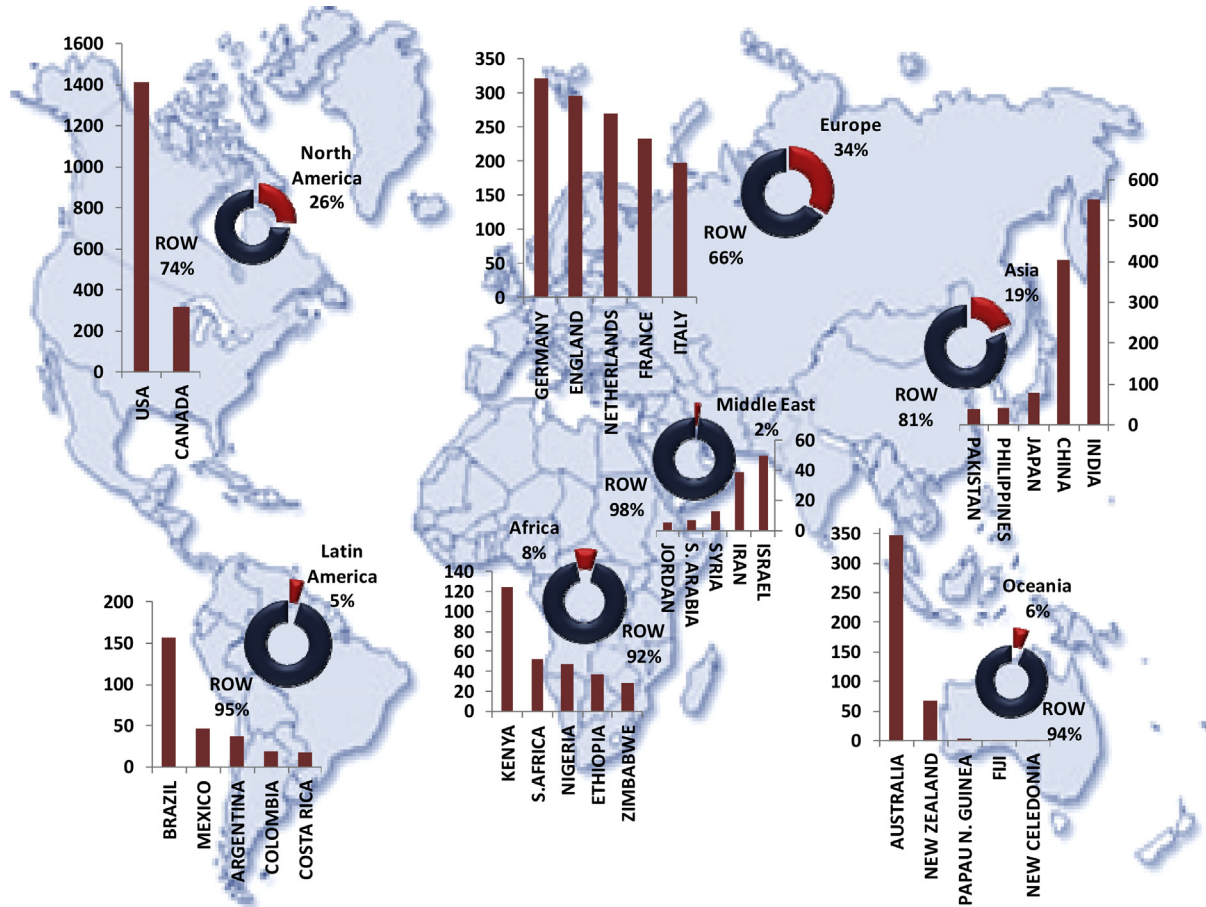 1600
1400
1200
1000
800
600
400
200
0
USA
CANADA
North
America
26%
ROW
74%
350
300
250
200
150
100
50
0
GERMANY
ENGLAND
NETHERLANDS
FRANCE
ITALY
Europe
34%
ROW
66%
600
500
400
300
200
100
0
PAKISTAN
PHILIPPINES
JAPAN
CHINA
INDIA
Asia
19%
ROW
81%
Middle East
2%
ROW
98%
60
40
20
0
JORDAN
S. ARABIA
SYRIA
IRAN
ISRAEL
Latin
America
5%
ROW
95%
200
150
100
50
0
BRAZIL
MEXICO
ARGENTINA
COLOMBIA
COSTA RICA
Africa
8%
ROW
92%
140
120
100
80
60
40
20
0
KENYA
S.AFRICA
NIGERIA
ETHIOPIA
ZIMBABWE
350
300
250
200
150
100
50
0
AUSTRALIA
NEW ZEALAND
PAPAU N. GUINEA
FIJI
NEW CELEDONIA
Oceania
6%
ROW
94%